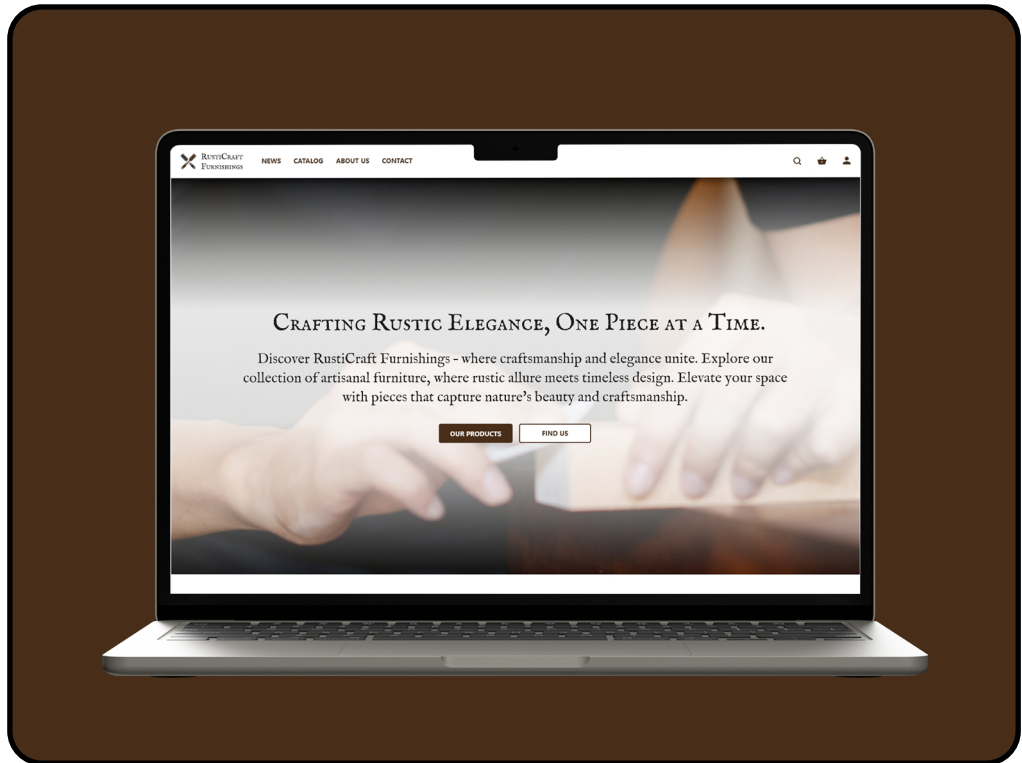 RustiCraft
Furnishings
NEWS CATALOG ABOUT US CONTACT
Crafting Rustic Elegance, One Piece at a Time.
Discover RustiCraft Furnishings - where craftsmanship and elegance unite. Explore our
collection of artisanal furniture, where rustic allure meets timeless design. Elevate your space
with pieces that capture nature's beauty and craftsmanship.
OUR PRODUCTS FIND US